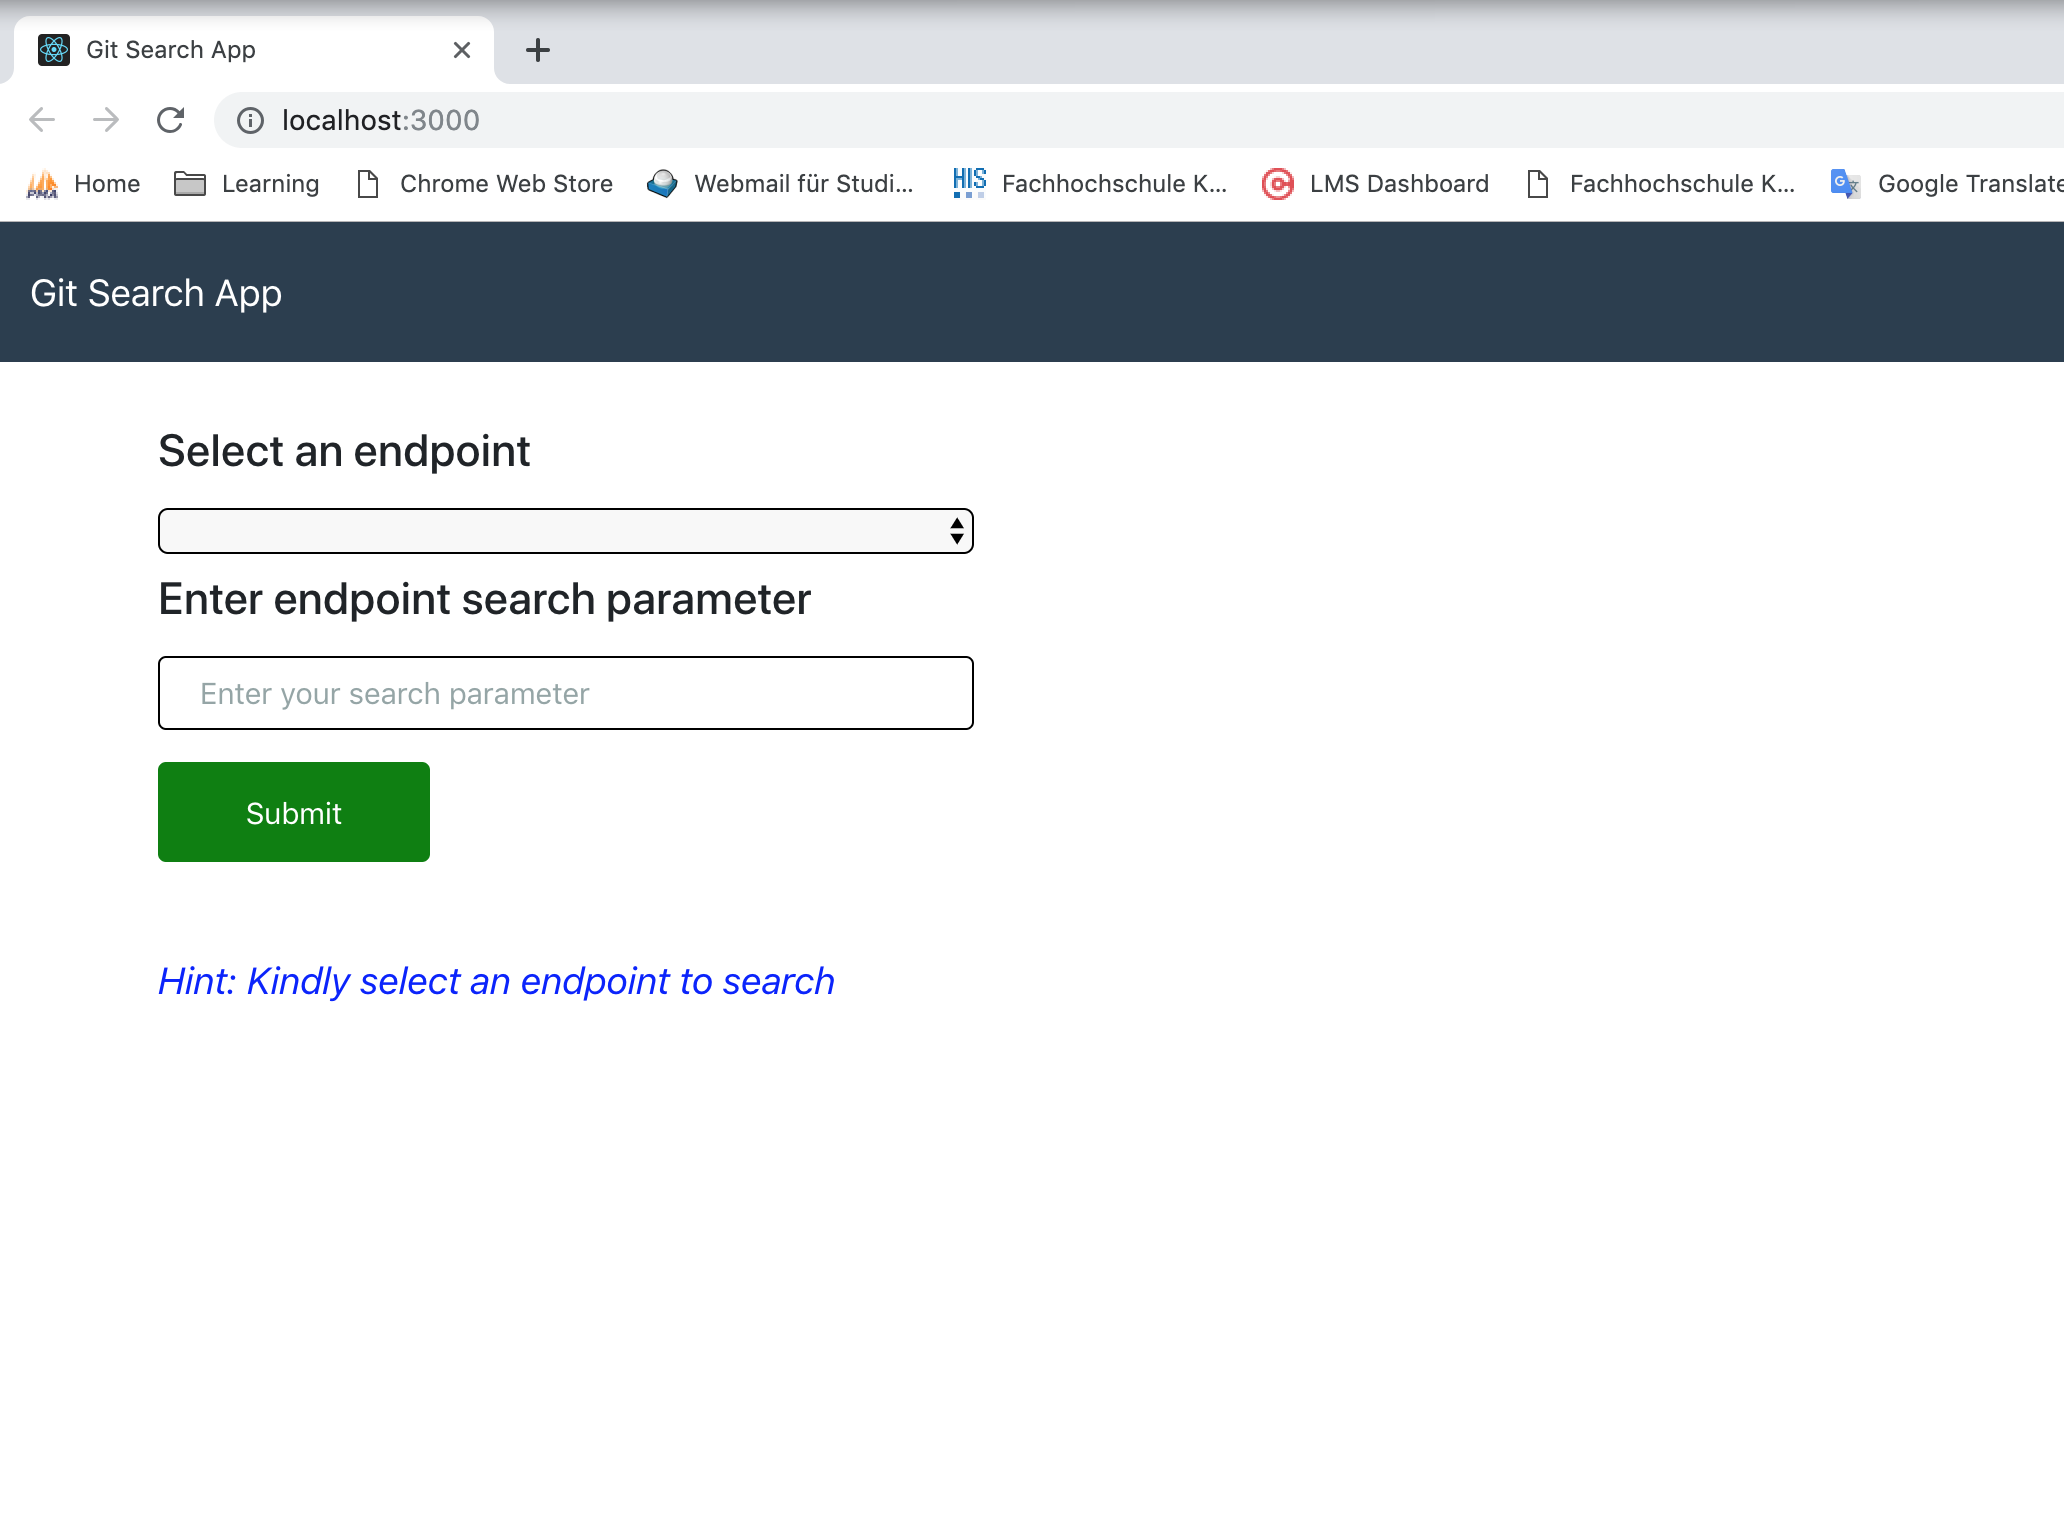 Git Search App
localhost:3000
Home Learning Chrome Web Store Webmail für Studi... HIS Fachhochschule K... LMS Dashboard Fachhochschule K... Google Translate
Git Search App
Select an endpoint
Enter endpoint search parameter
Enter your search parameter
Submit
Hint: Kindly select an endpoint to search